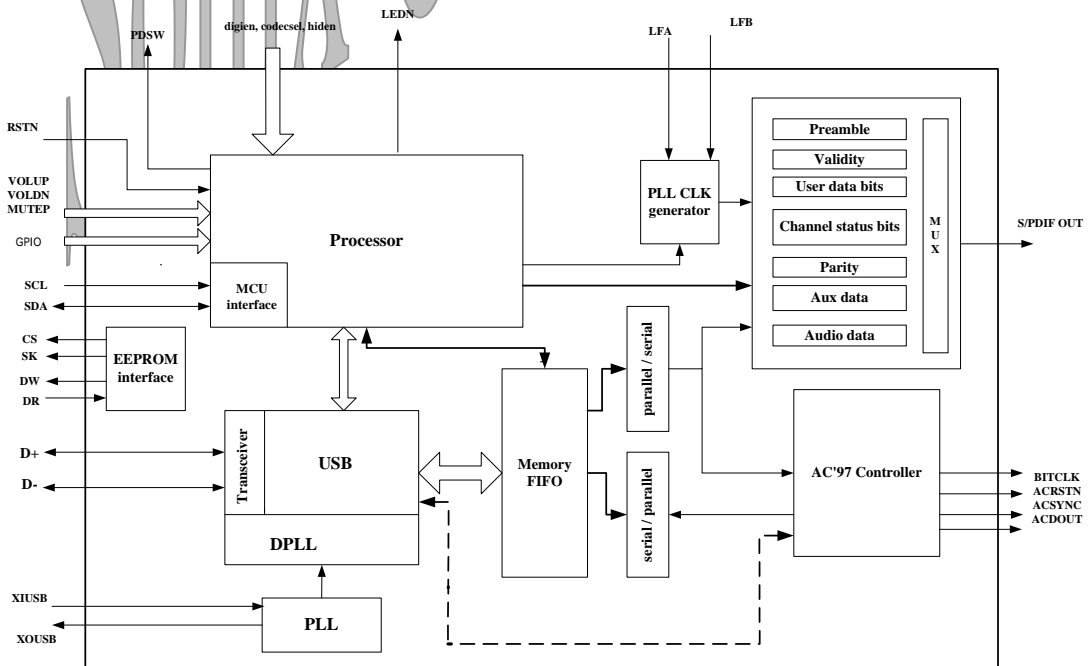 LEDN
digien, codecsel, hiden
PDSW
LFA
LFB
RSTN
VOLUP
VOLDN
MUTEP
GPIO
SCL
SDA
CS
SK
DW
DR
D+
D-
XIUSB
XOUSB
Processor
MCU
interface
EEPROM
interface
Transceiver
USB
DPLL
PLL
Memory
FIFO
PLL CLK
generator
parallel / serial
serial / parallel
Preamble
Validity
User data bits
Channel status bits
Parity
Aux data
Audio data
M
U
X
S/PDIF OUT
AC'97 Controller
BITCLK
ACRSTN
ACSYNC
ACDOUT